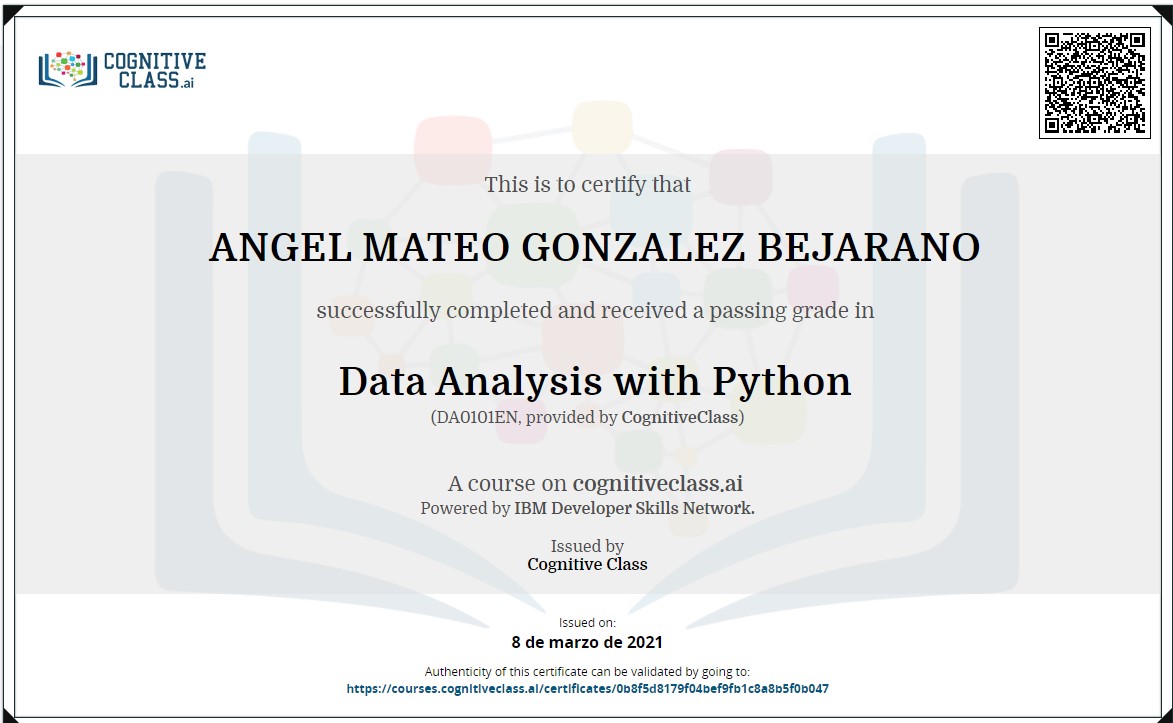 COGNITIVE
CLASS.ai
This is to certify that
ANGEL MATEO GONZALEZ BEJARANO
successfully completed and received a passing grade in
Data Analysis with Python
(DA0101EN, provided by CognitiveClass)
A course on cognitiveclass.ai
Powered by IBM Developer Skills Network.
Issued by
Cognitive Class
Issued on:
8 de marzo de 2021
Authenticity of this certificate can be validated by going to:
https://courses.cognitiveclass.ai/certificates/0b8f5d8179f04bef9fb1c8a8b5f0b047